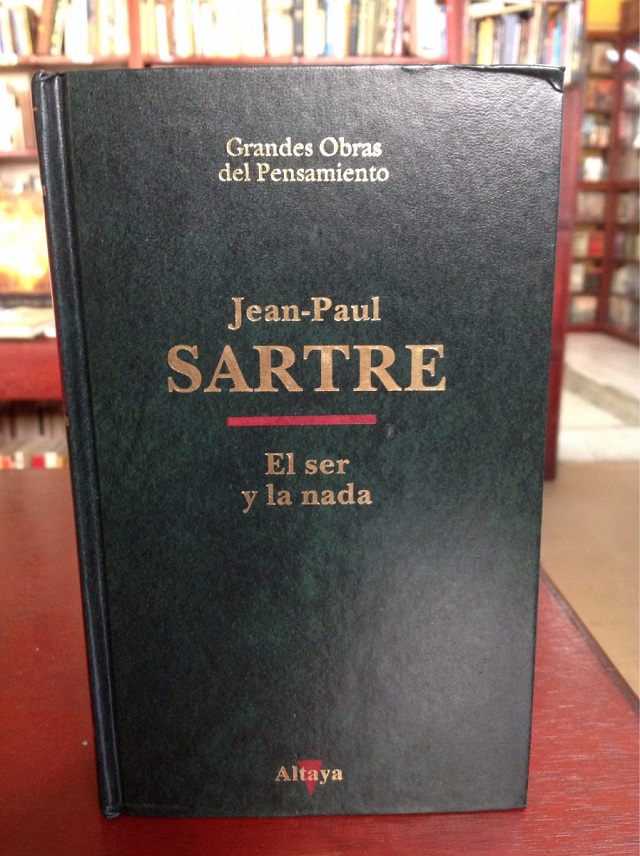 Grandes Obras
del Pensamiento
Jean-Paul
SARTRE
El ser
y la nada
Altaya